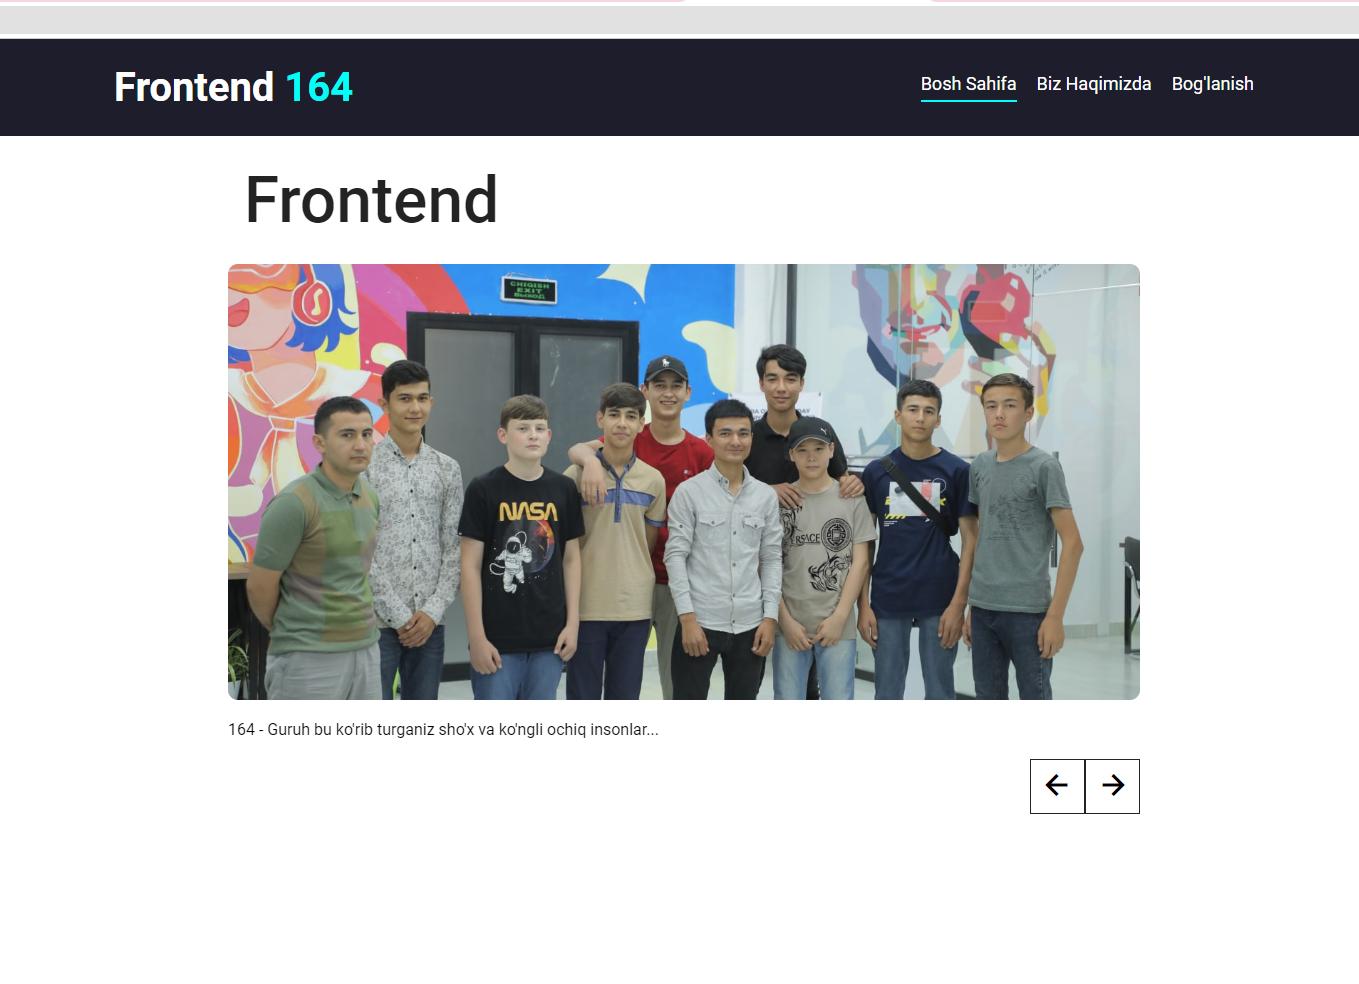 Frontend 164
Bosh Sahifa Biz Haqimizda Bog'lanish
Frontend
CHIQISH
EXIT
ВЫХОД
NASA
164 - Guruh bu ko'rib turganiz sho'x va ko'ngli ochiq insonlar...